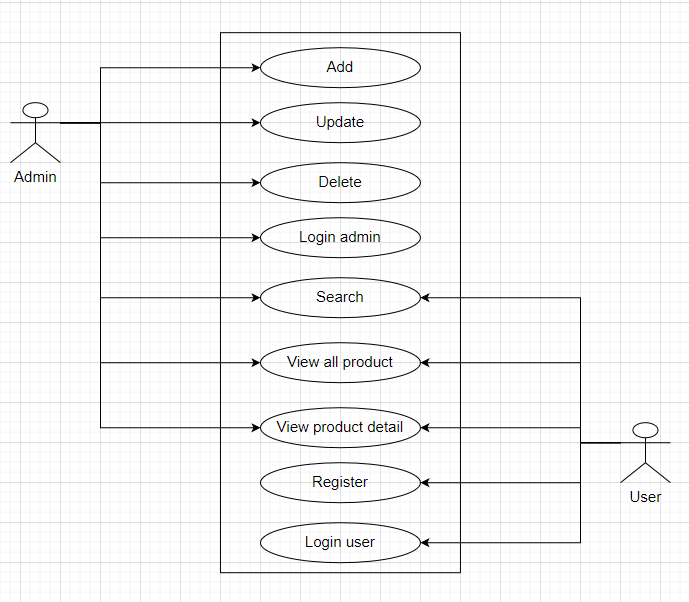 Add
Update
Delete
Admin
Login admin
Search
View all product
View product detail
Register
User
Login user